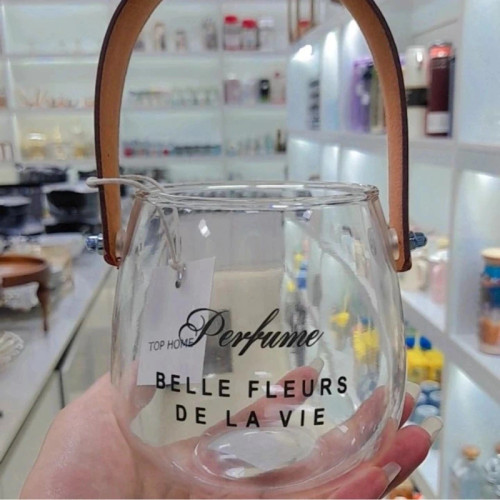 TOP HOME
Perfume
BELLE FLEURS
DE LA VIE